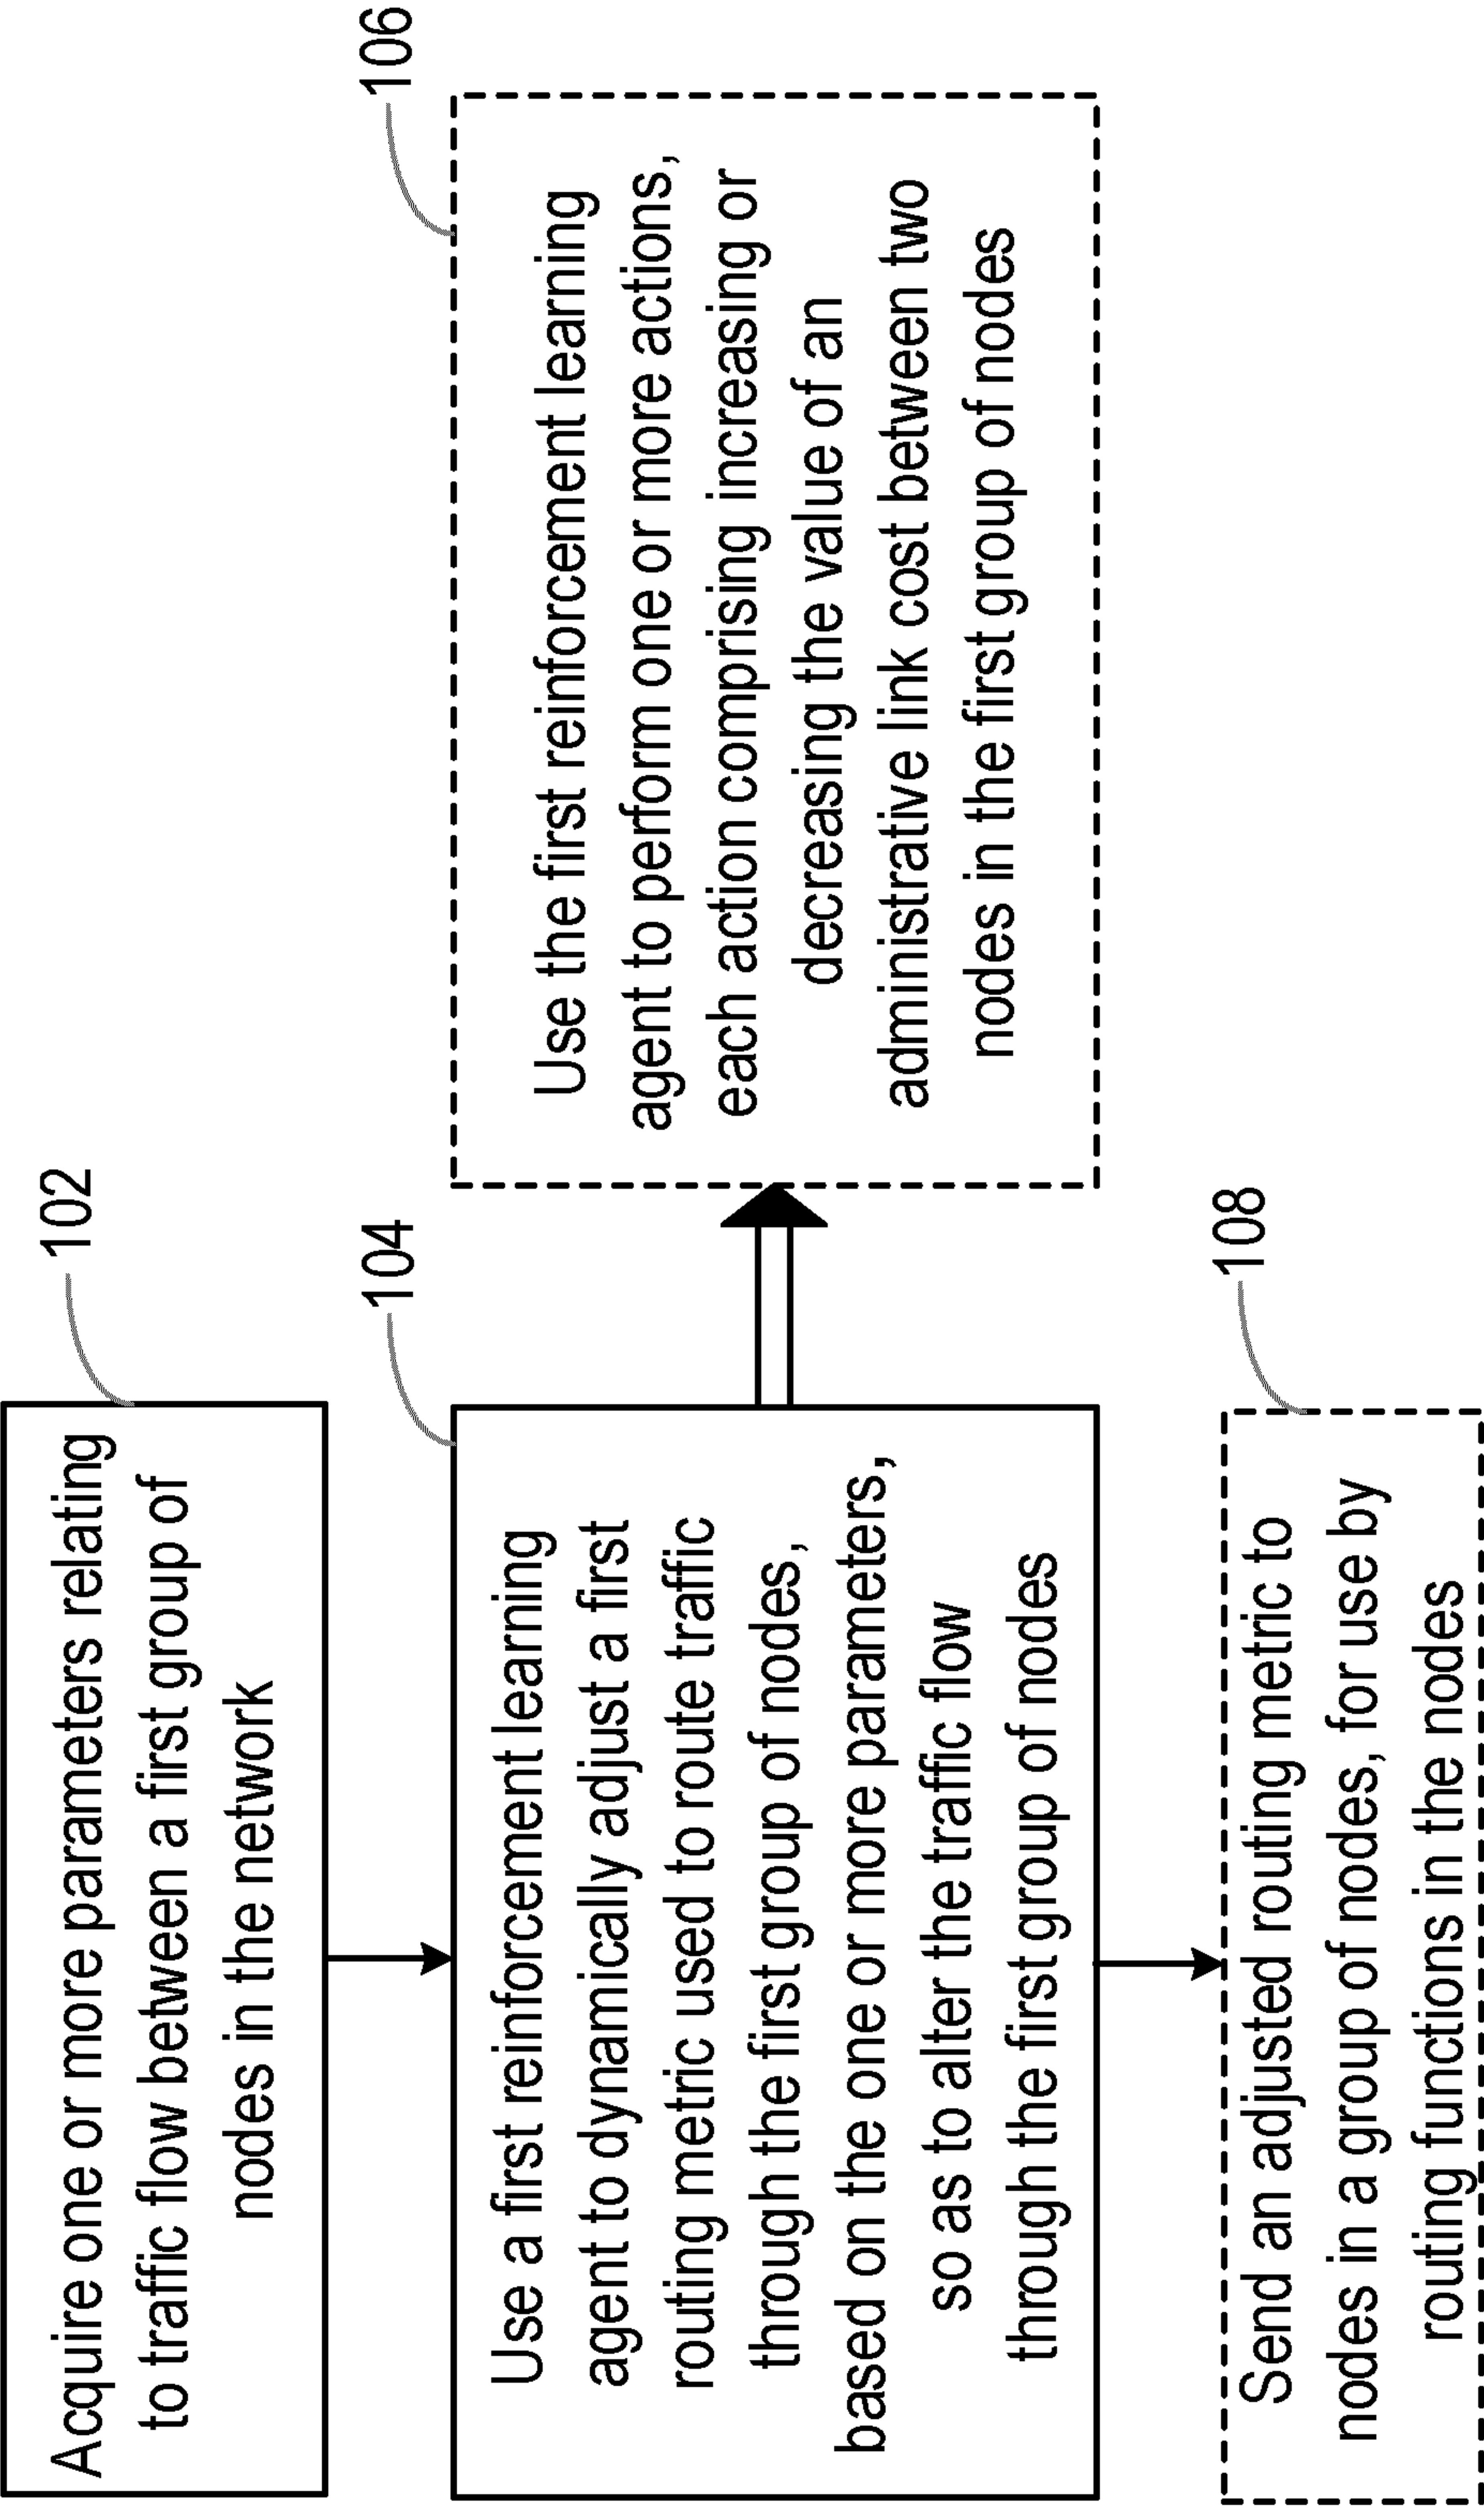 102
Acquire one or more parameters relating
to traffic flow between a first group of
nodes in the network
104
Use a first reinforcement learning
agent to dynamically adjust a first
routing metric used to route traffic
through the first group of nodes,
based on the one or more parameters,
so as to alter the traffic flow
through the first group of nodes
106
Use the first reinforcement learning
agent to perform one or more actions,
each action comprising increasing or
decreasing the value of an
administrative link cost between two
nodes in the first group of nodes
108
Send an adjusted routing metric to
nodes in a group of nodes, for use by
routing functions in the nodes